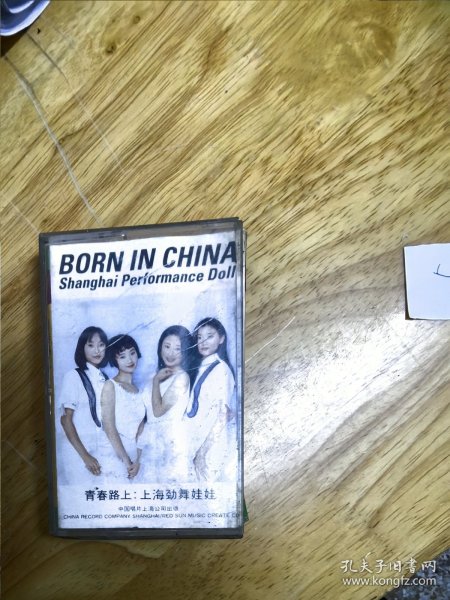 BORN IN CHINA
Shanghai Performance Doll
青春路上:上海劲舞娃娃
中国唱片上海公司出版
CHINA RECORD COMPANY SHANGHAI/RED SUN MUSIC CREATE CO
孔夫子旧书网
www.kongfz.com